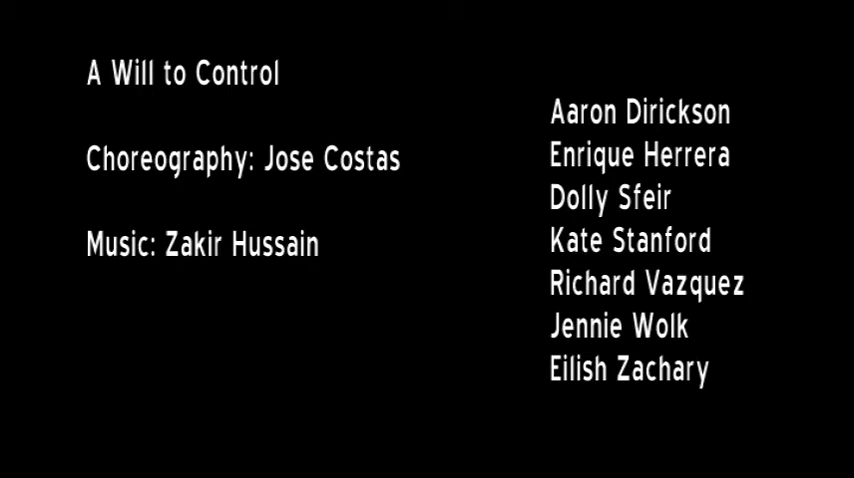 A Will to Control
Choreography: Jose Costas
Music: Zakir Hussain
Aaron Dirickson
Enrique Herrera
Dolly Sfeir
Kate Stanford
Richard Vazquez
Jennie Wolk
Eilish Zachary